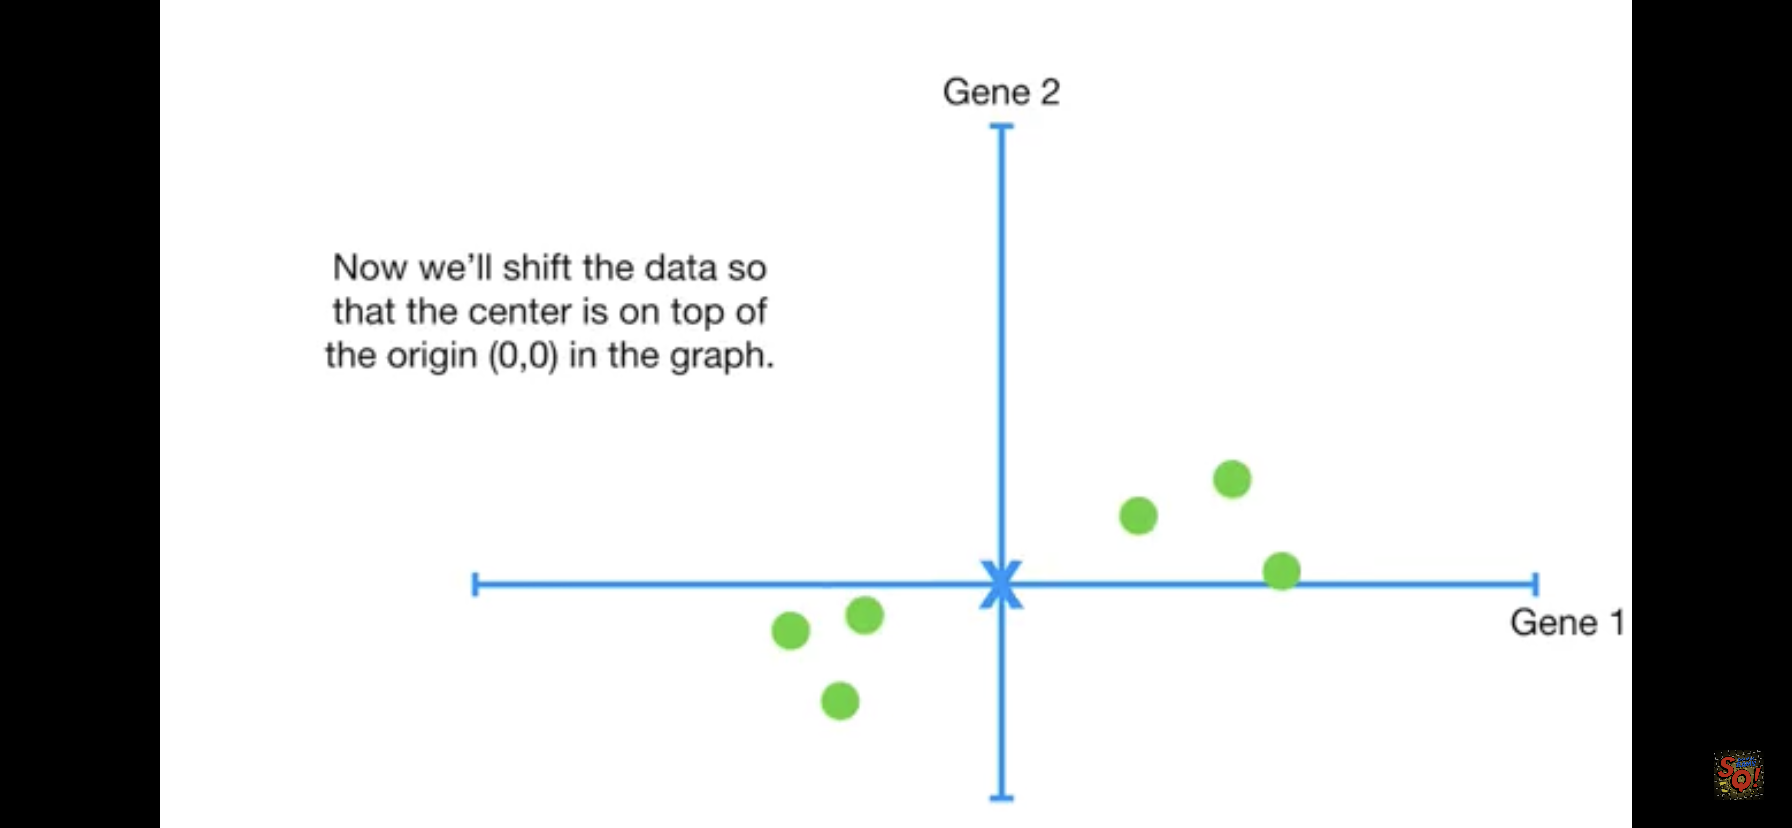 Gene 2
Now we'll shift the data so
that the center is on top of
the origin (0,0) in the graph.
X
Gene 1
SQ!